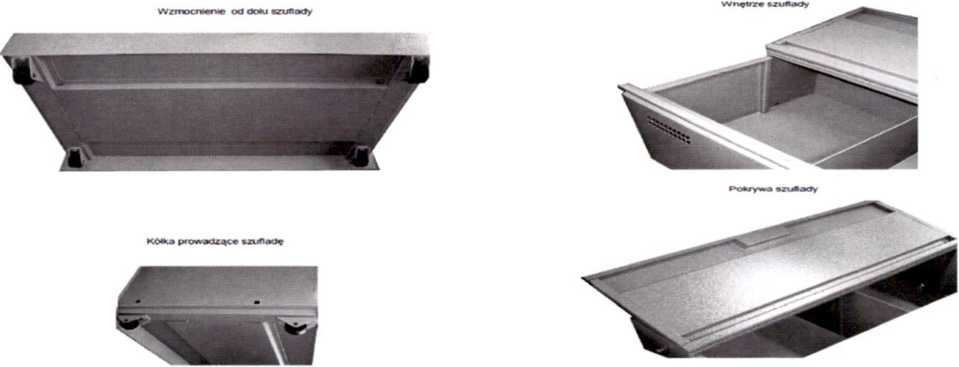 Wzmocnienie od dołu szuflady
Wnętrze szuflady
Kółka prowadzące szufladę
Pokrywa szuflady